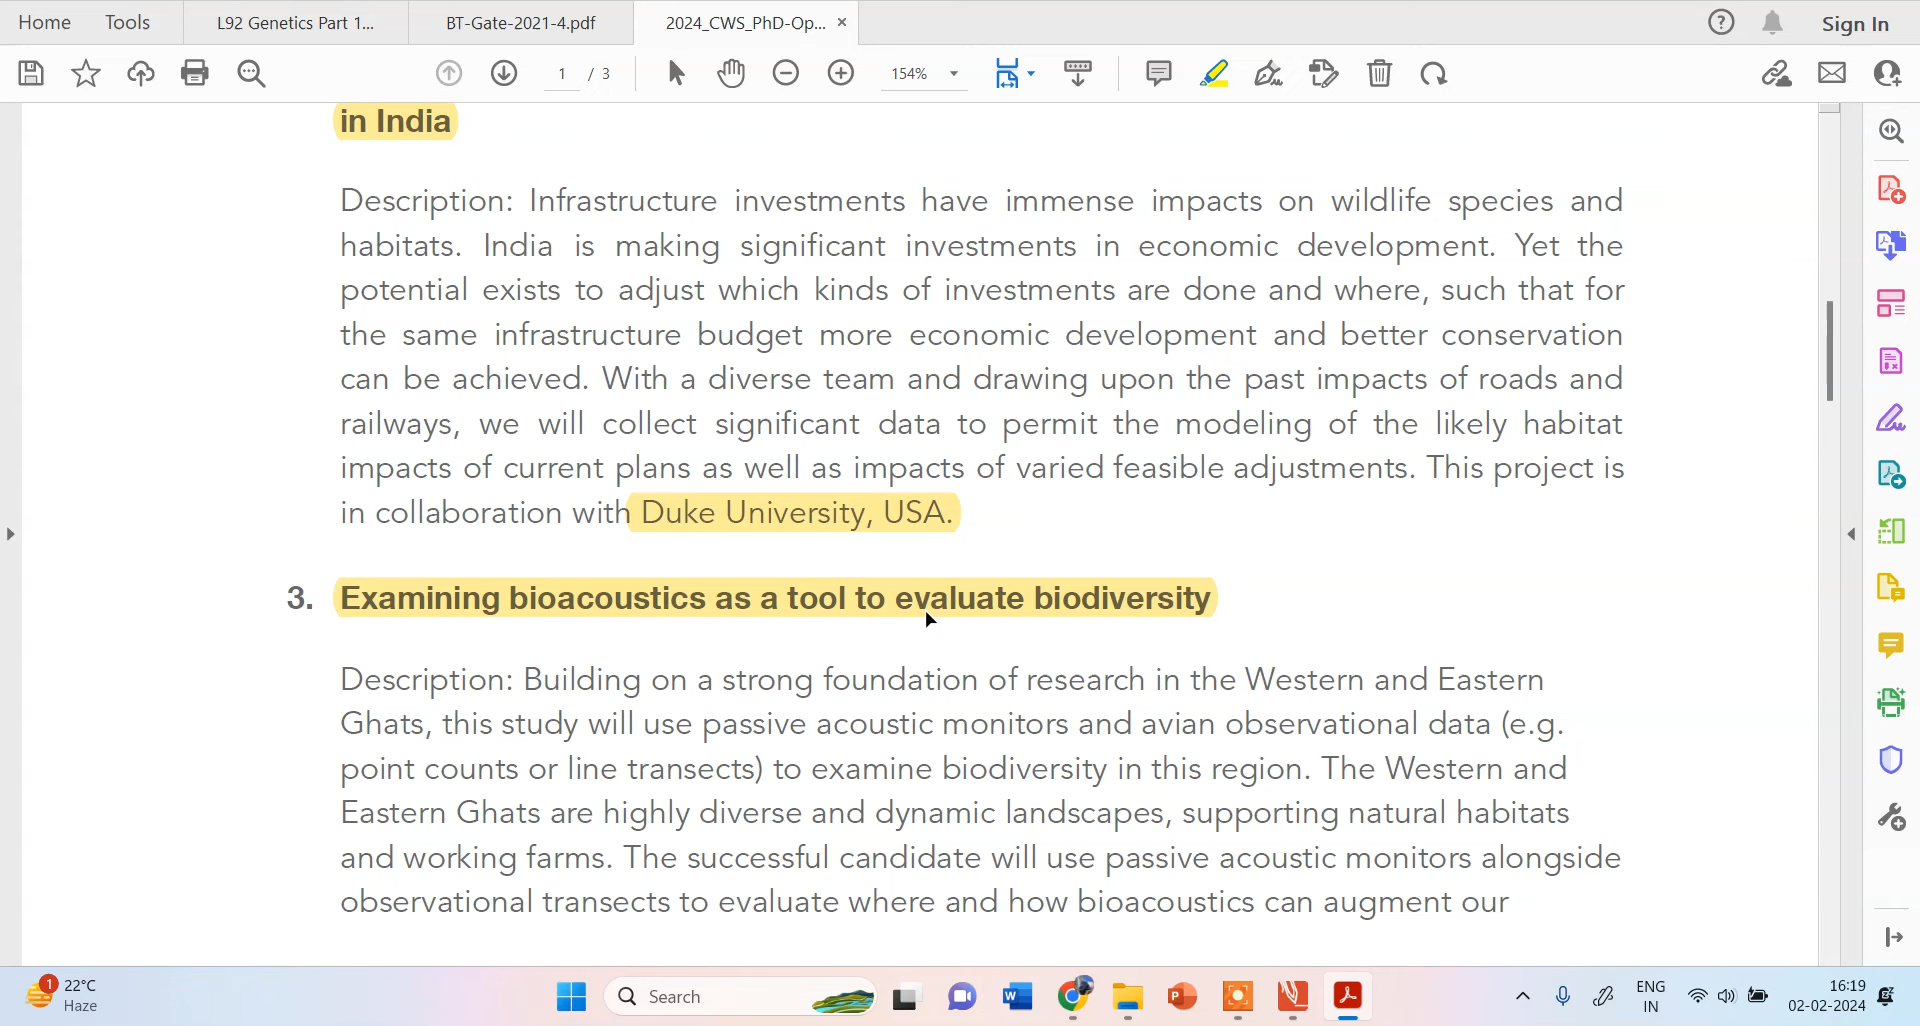 Home Tools L92 Genetics Part 1... BT-Gate-2021-4.pdf 2024_CWS_PhD-Op... × Sign In
1 / 3 154%
in India
Description: Infrastructure investments have immense impacts on wildlife species and
habitats. India is making significant investments in economic development. Yet the
potential exists to adjust which kinds of investments are done and where, such that for
the same infrastructure budget more economic development and better conservation
can be achieved. With a diverse team and drawing upon the past impacts of roads and
railways, we will collect significant data to permit the modeling of the likely habitat
impacts of current plans as well as impacts of varied feasible adjustments. This project is
in collaboration with Duke University, USA.
3. Examining bioacoustics as a tool to evaluate biodiversity
Description: Building on a strong foundation of research in the Western and Eastern
Ghats, this study will use passive acoustic monitors and avian observational data (e.g.
point counts or line transects) to examine biodiversity in this region. The Western and
Eastern Ghats are highly diverse and dynamic landscapes, supporting natural habitats
and working farms. The successful candidate will use passive acoustic monitors alongside
observational transects to evaluate where and how bioacoustics can augment our
1 22°C Search ENG 16:19
Haze IN 02-02-2024